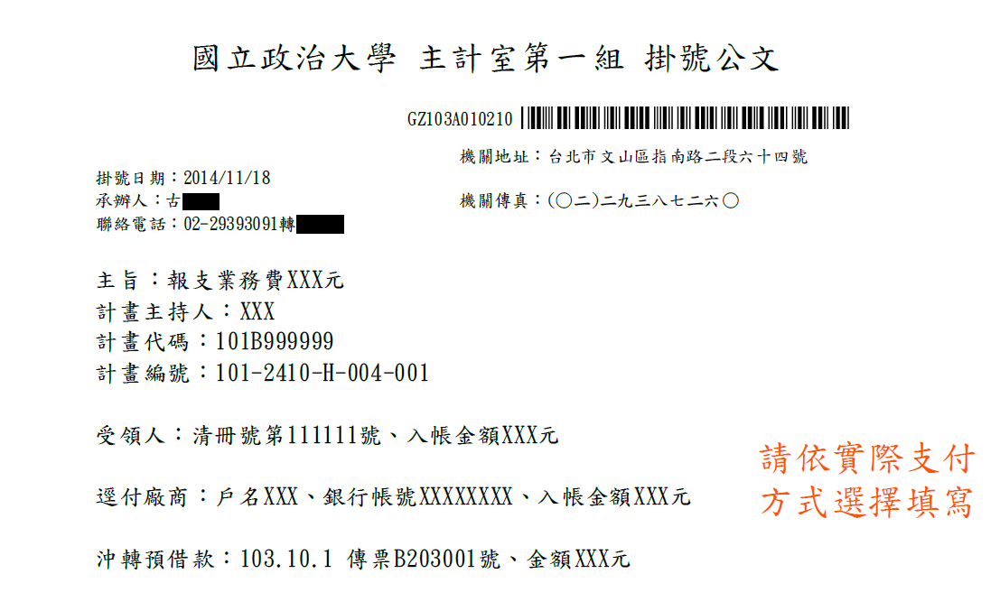 國立政治大學 主計室第一組 掛號公文
GZ103A010210
機關地址：台北市文山區指南路二段六十四號
掛號日期：2014/11/18
承辦人：古
機關傳真：(○二)二九三八七二六○
聯絡電話：02-29393091轉
主旨：報支業務費XXX元
計畫主持人：XXX
計畫代碼：101B999999
計畫編號：101-2410-H-004-001
受領人：清冊號第111111號、入帳金額XXX元
逕付廠商：戶名XXX、銀行帳號XXXXXXXX、入帳金額XXX元
沖轉預借款：103.10.1 傳票B203001號、金額XXX元
請依實際支付
方式選擇填寫